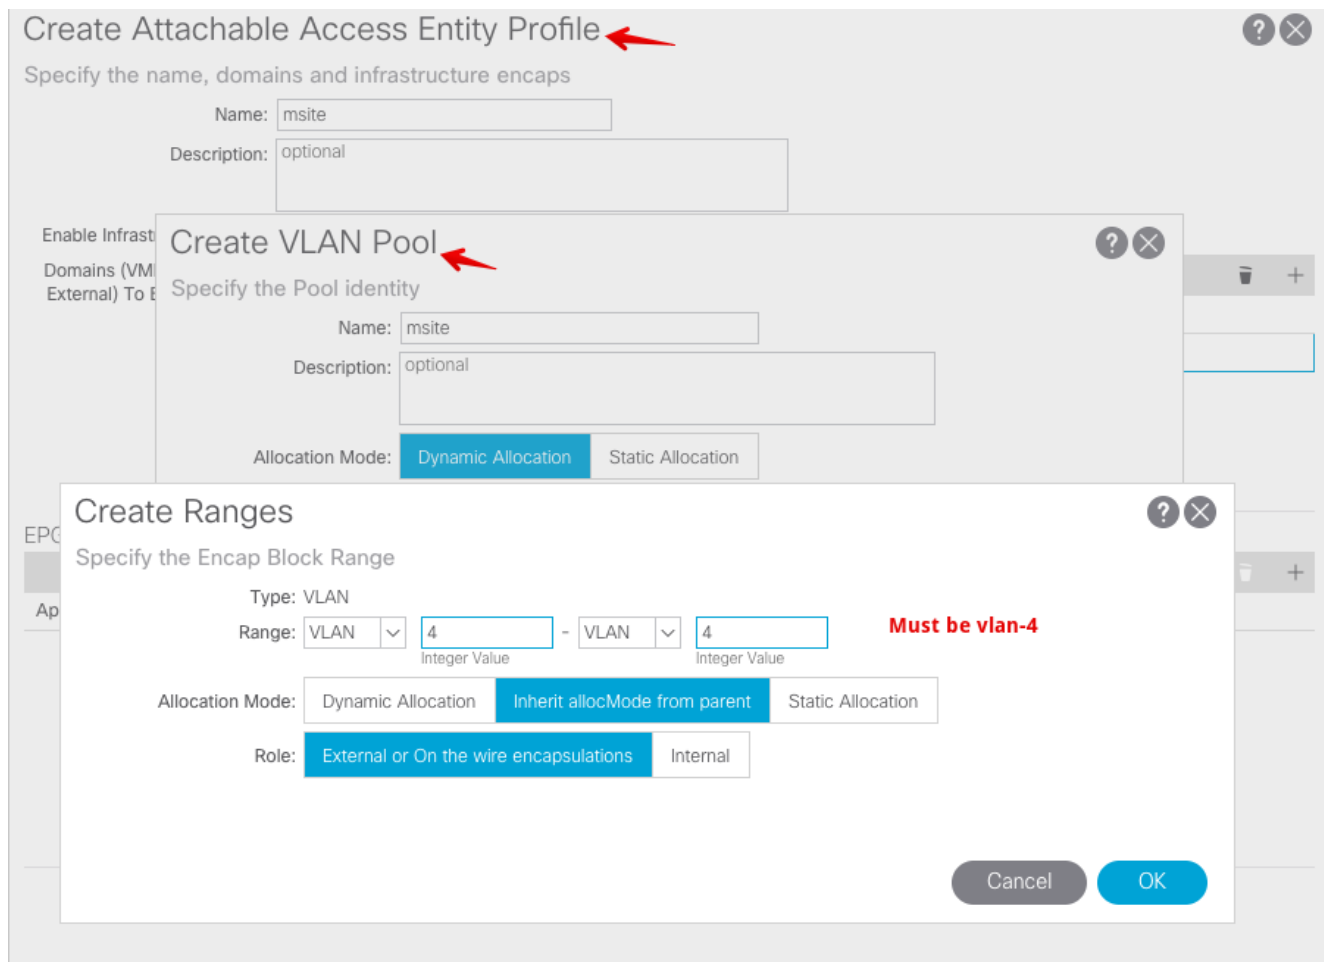 Create Attachable Access Entity Profile
Specify the name, domains and infrastructure encaps
Name: msite
Description: optional
Enable Infrast
Domains (VM
External) To
Create VLAN Pool
Specify the Pool identity
Name: msite
Description: optional
Allocation Mode: Dynamic Allocation Static Allocation
EPG
Ap
Create Ranges
Specify the Encap Block Range
Type: VLAN
Range: VLAN 4 - VLAN 4 Must be vlan-4
Integer Value Integer Value
Allocation Mode: Dynamic Allocation Inherit allocMode from parent Static Allocation
Role: External or On the wire encapsulations Internal
Cancel OK